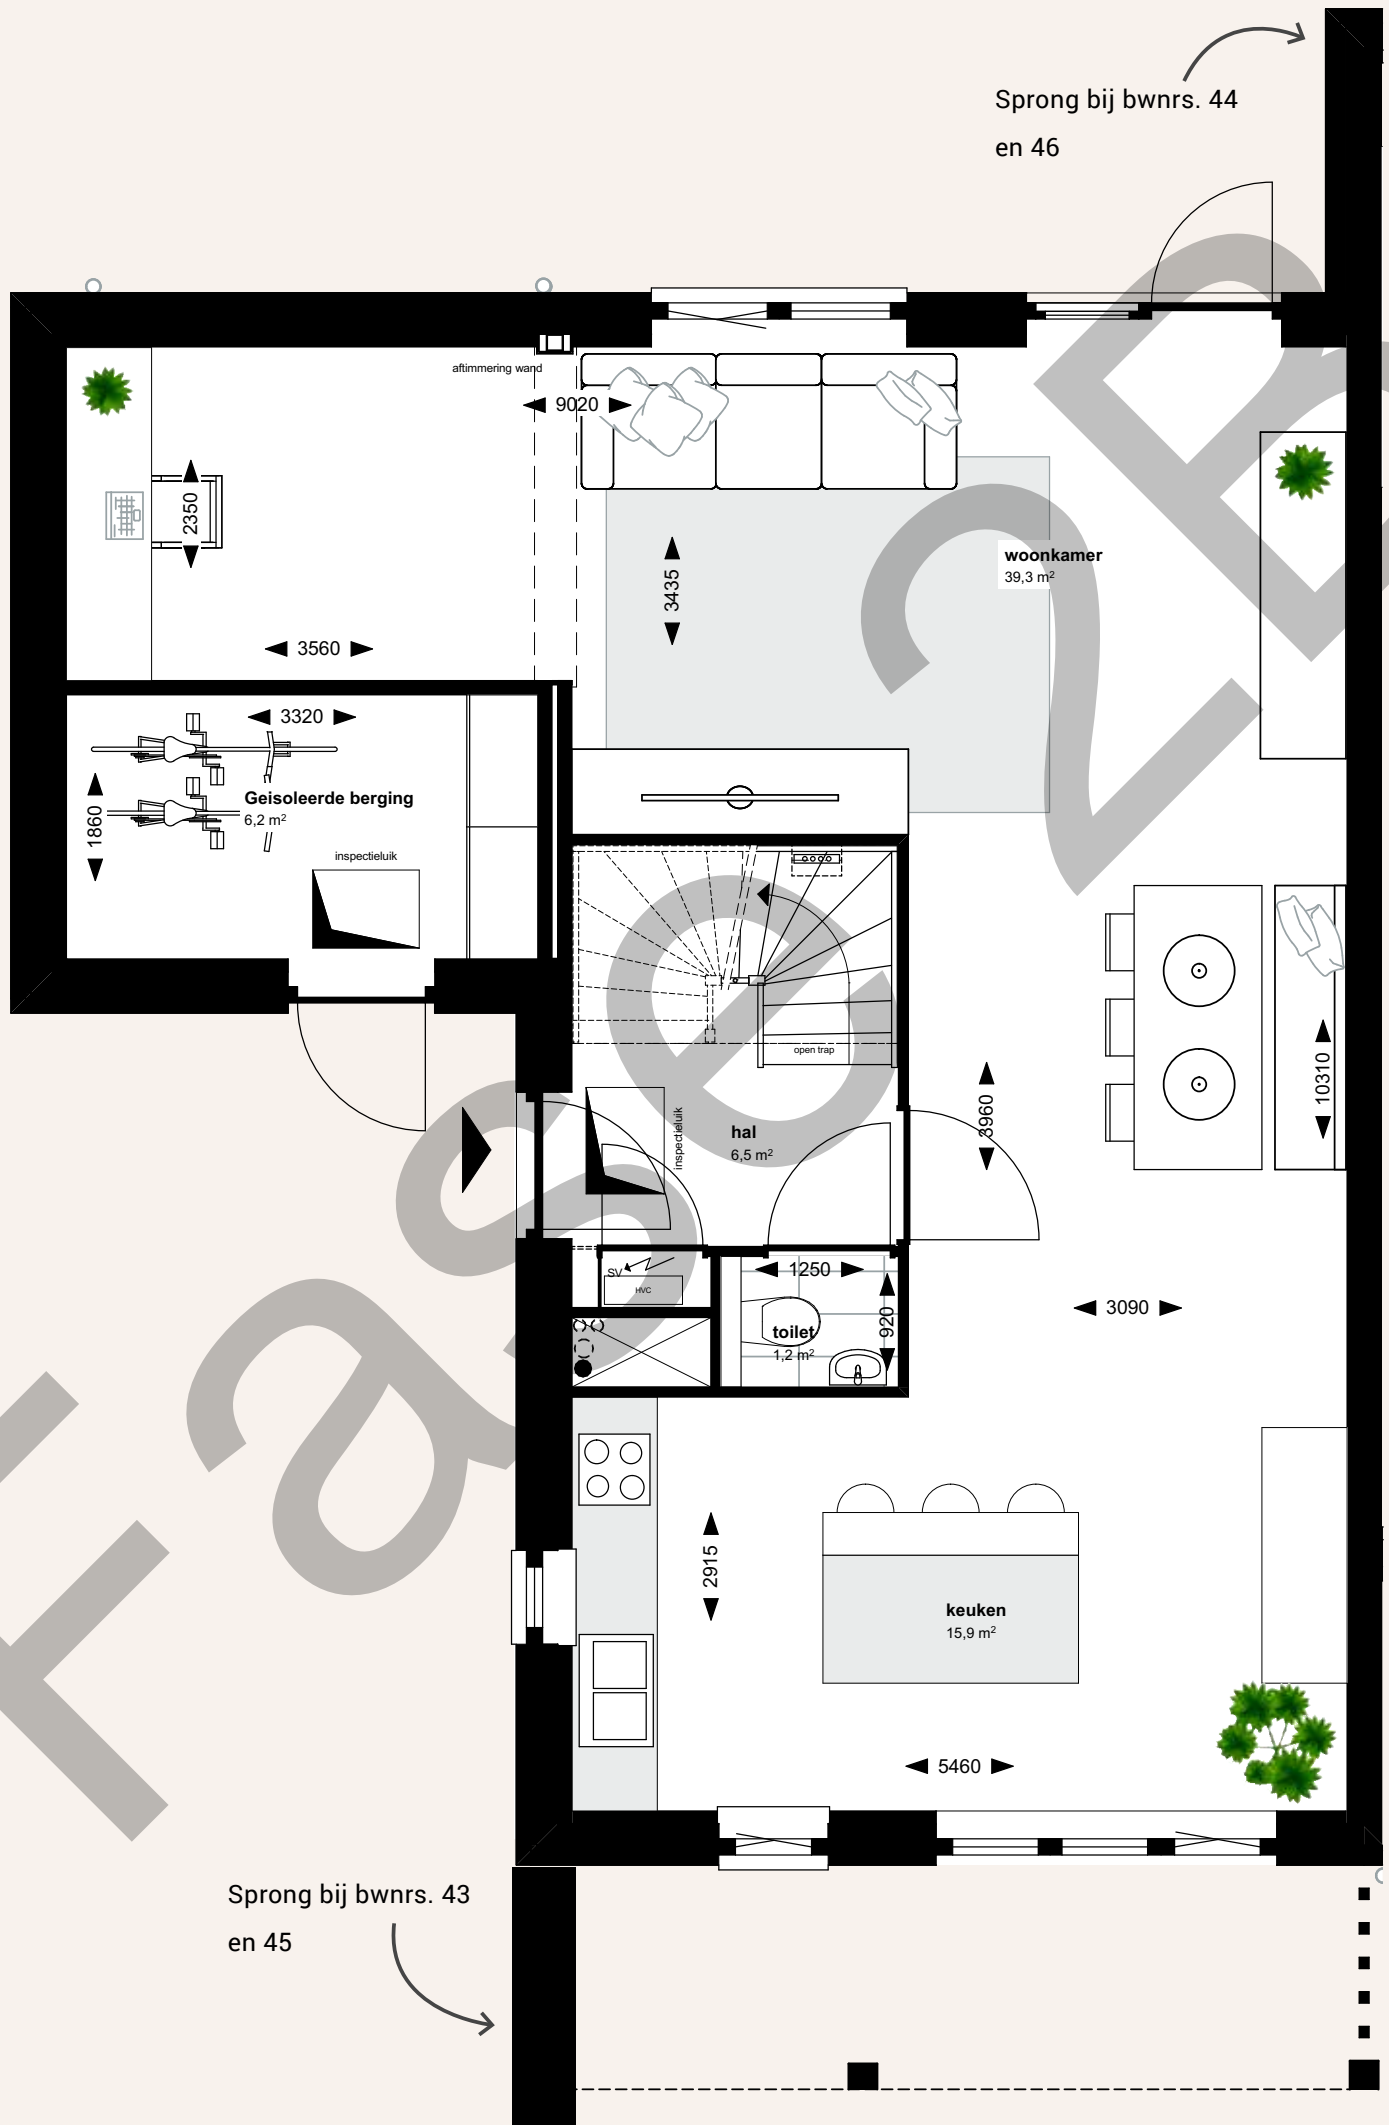 Sprong bij bwnrs. 44
en 46
aftimmering wand
9020
2350
3435
woonkamer
39,3 m²
3560
3320
Geisoleerde berging
6,2 m²
1860
inspectieluik
open trap
10310
3960
inspectieluik
hal
6,5 m²
SV
HVC
1250
920
toilet
1,2 m²
3090
2915
keuken
15,9 m²
5460
Sprong bij bwnrs. 43
en 45
Fase 2B